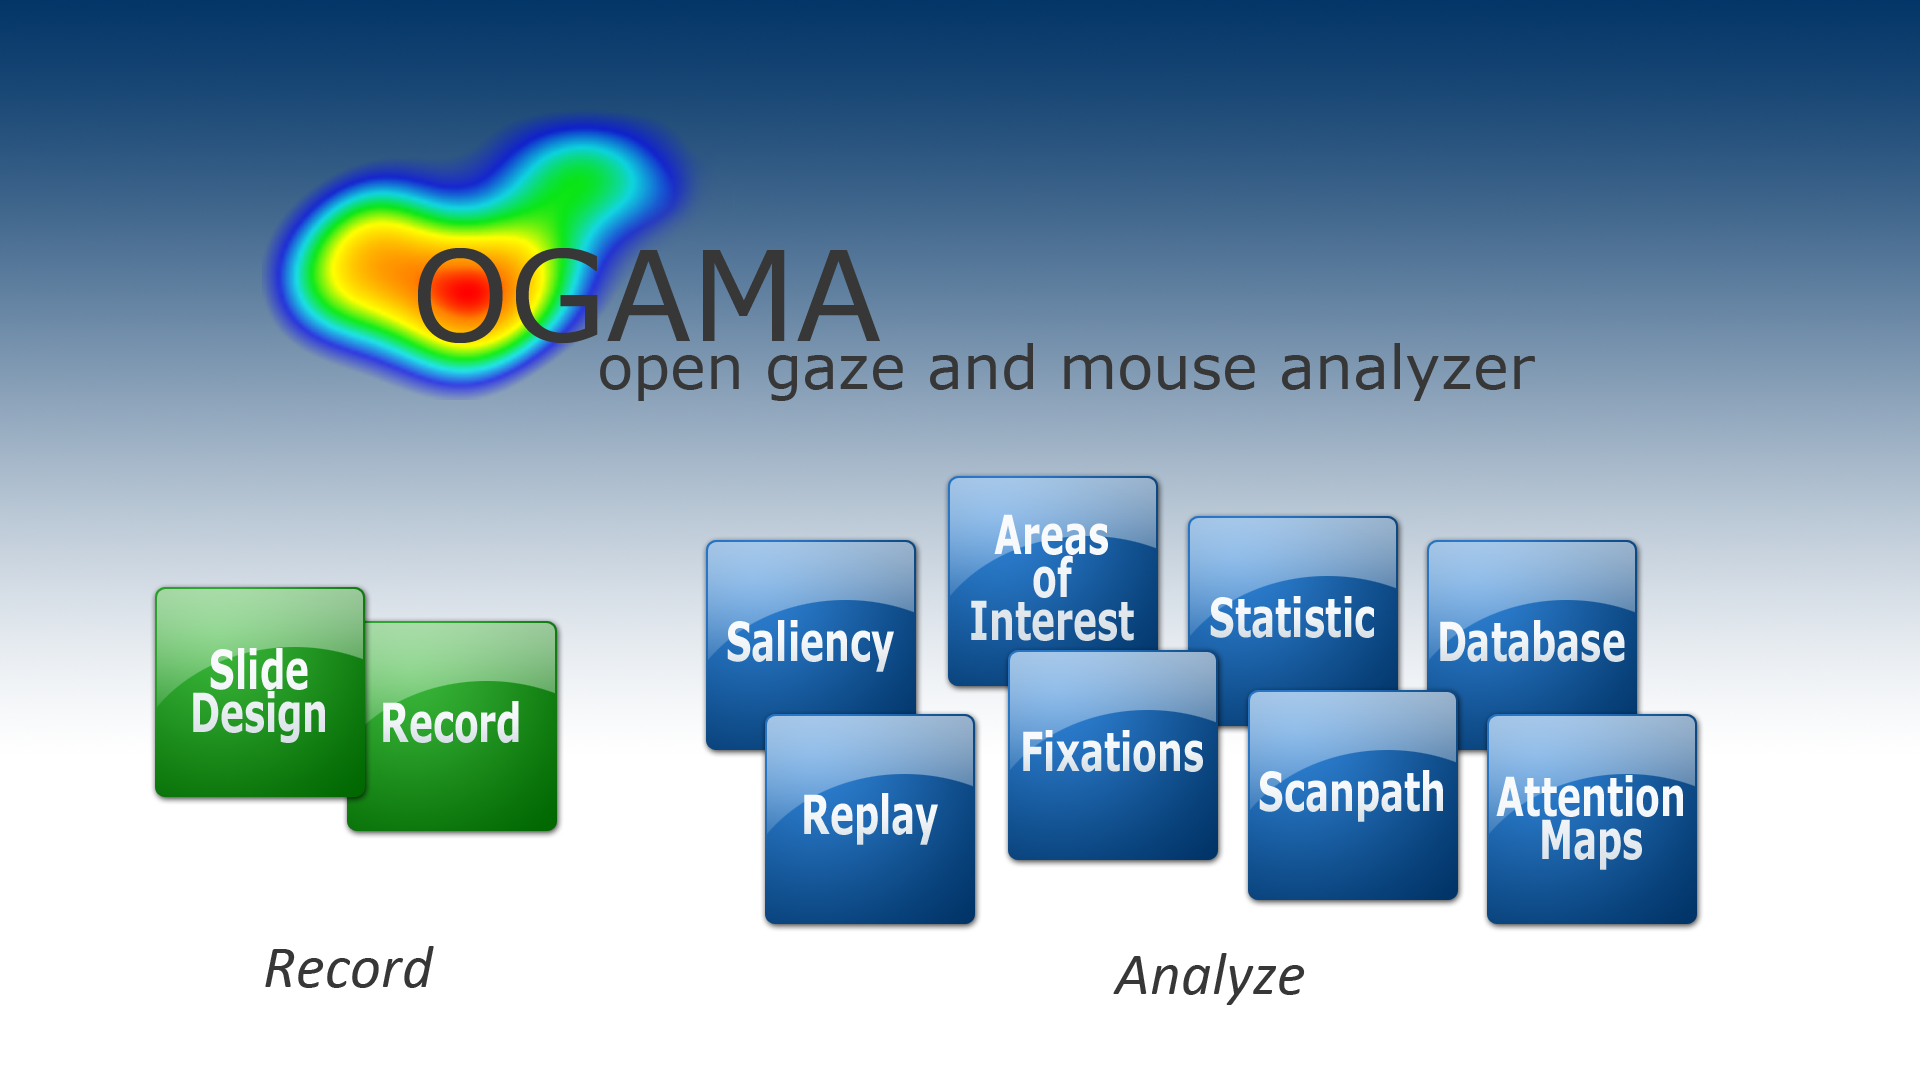 OGAMA
open gaze and mouse analyzer
Slide
Design
Record
Saliency
Areas
of
Interest
Statistic
Database
Replay
Fixations
Scanpath
Attention
Maps
Record
Analyze